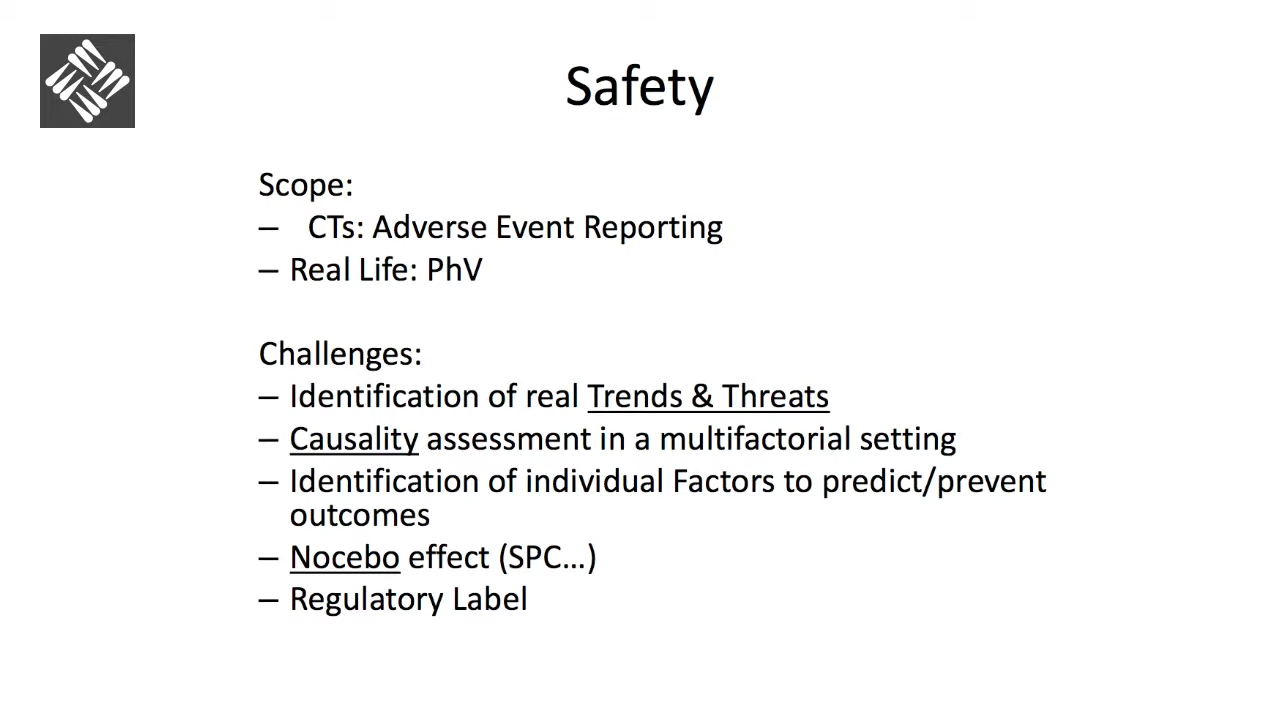 Safety
Scope:
– CTs: Adverse Event Reporting
– Real Life: PhV
Challenges:
– Identification of real Trends & Threats
– Causality assessment in a multifactorial setting
– Identification of individual Factors to predict/prevent
outcomes
– Nocebo effect (SPC...)
– Regulatory Label